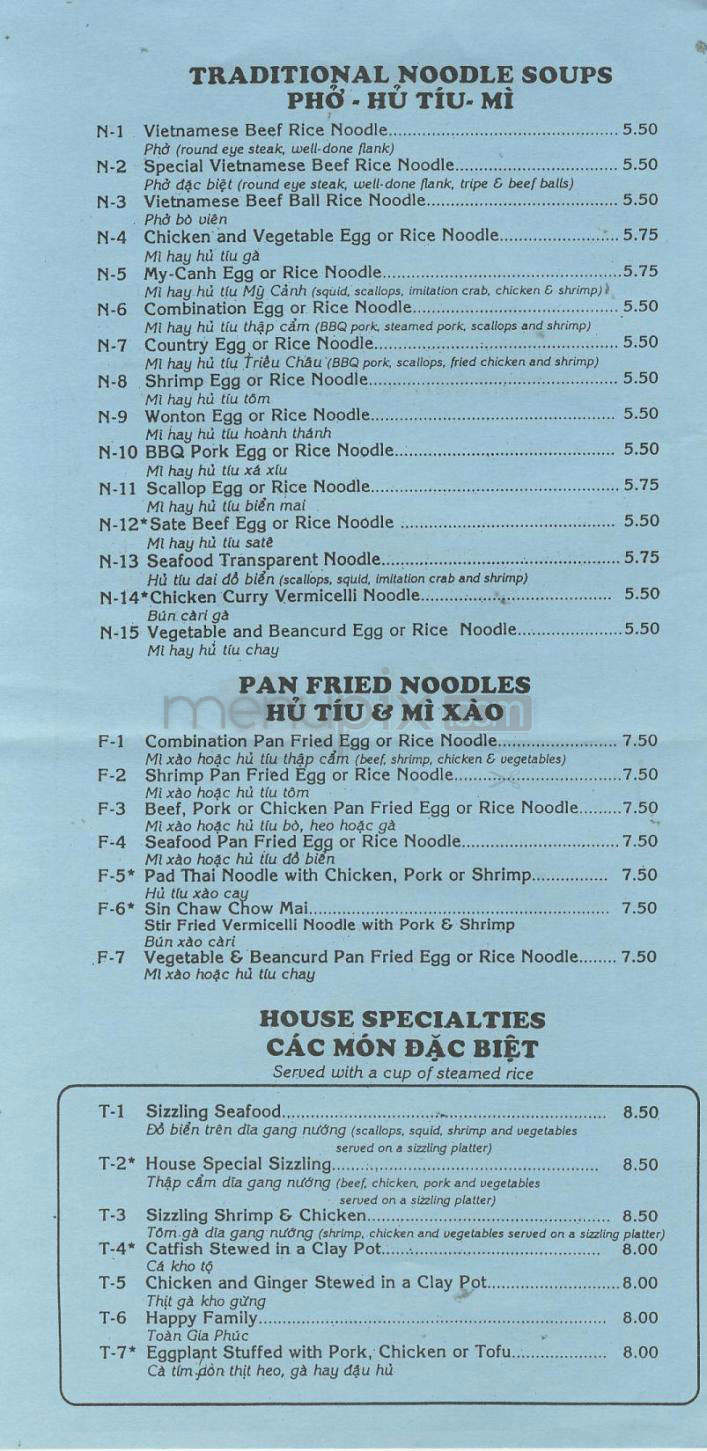 TRADITIONAL NOODLE SOUPS
PHỞ - HỦ TÍU- MÌ
N-1 Vietnamese Beef Rice Noodle................................................ 5.50
Phở (round eye steak, well-done flank)
N-2 Special Vietnamese Beef Rice Noodle.................................. 5.50
Phở đặc biệt (round eye steak, well-done flank, tripe & beef balls)
N-3 Vietnamese Beef Ball Rice Noodle........................................ 5.50
Phở bò viên
N-4 Chicken and Vegetable Egg or Rice Noodle......................... 5.75
Mì hay hủ tíu gà
N-5 My-Canh Egg or Rice Noodle.................................................5.75
Mì hay hủ tíu Mỹ Cảnh (squid, scallops, imitation crab, chicken & shrimp)
N-6 Combination Egg or Rice Noodle...........................................5.50
Mì hay hủ tíu thập cẩm (BBQ pork, steamed pork, scallops and shrimp)
N-7 Country Egg or Rice Noodle...................................................5.50
Mì hay hủ tíu Triều Châu (BBQ pork, scallops, fried chicken and shrimp)
N-8 Shrimp Egg or Rice Noodle.................................................... 5.50
Mì hay hủ tíu tôm
N-9 Wonton Egg or Rice Noodle................................................... 5.50
Mì hay hủ tíu hoành thánh
N-10 BBQ Pork Egg or Rice Noodle.............................................. 5.50
Mì hay hủ tíu xá xíu
N-11 Scallop Egg or Rice Noodle.................................................... 5.75
Mì hay hủ tíu biển mai
N-12*Sate Beef Egg or Rice Noodle ............................................. 5.50
Mì hay hủ tíu satê
N-13 Seafood Transparent Noodle..................................................5.75
Hủ tíu dai đồ biển (scallops, squid, imitation crab and shrimp)
N-14*Chicken Curry Vermicelli Noodle........................................ 5.50
Bún càri gà
N-15 Vegetable and Beancurd Egg or Rice Noodle......................5.50
Mì hay hủ tíu chay
PAN FRIED NOODLES
HỦ TÍU & MÌ XÀO
menupix.com
F-1 Combination Pan Fried Egg or Rice Noodle......................... 7.50
Mì xào hoặc hủ tíu thập cẩm (beef, shrimp, chicken & vegetables)
F-2 Shrimp Pan Fried Egg or Rice Noodle..................................7.50
Mì xào hoặc hủ tíu tôm
F-3 Beef, Pork or Chicken Pan Fried Egg or Rice Noodle.........7.50
Mì xào hoặc hủ tíu bò, heo hoặc gà
F-4 Seafood Pan Fried Egg or Rice Noodle.................................7.50
Mì xào hoặc hủ tíu đồ biển
F-5* Pad Thai Noodle with Chicken, Pork or Shrimp................ 7.50
Hủ tíu xào cay
F-6* Sin Chaw Chow Mai............................................................... 7.50
Stir Fried Vermicelli Noodle with Pork & Shrimp
Bún xào càri
F-7 Vegetable & Beancurd Pan Fried Egg or Rice Noodle........ 7.50
Mì xào hoặc hủ tíu chay
HOUSE SPECIALTIES
CÁC MÓN ĐẶC BIỆT
Served with a cup of steamed rice
T-1 Sizzling Seafood.................................................................... 8.50
Đồ biển trên dĩa gang nướng (scallops, squid, shrimp and vegetables
served on a sizzling platter)
T-2* House Special Sizzling......................................................... 8.50
Thập cẩm dĩa gang nướng (beef, chicken, pork and vegetables
served on a sizzling platter)
T-3 Sizzling Shrimp & Chicken................................................... 8.50
Tôm gà dĩa gang nướng (shrimp, chicken and vegetables served on a sizzling platter)
T-4* Catfish Stewed in a Clay Pot.............................................. 8.00
Cá kho tộ
T-5 Chicken and Ginger Stewed in a Clay Pot............................8.00
Thịt gà kho gừng
T-6 Happy Family......................................................................... 8.00
Toàn Gia Phúc
T-7* Eggplant Stuffed with Pork, Chicken or Tofu.................... 8.00
Cà tím dồn thịt heo, gà hay đậu hủ